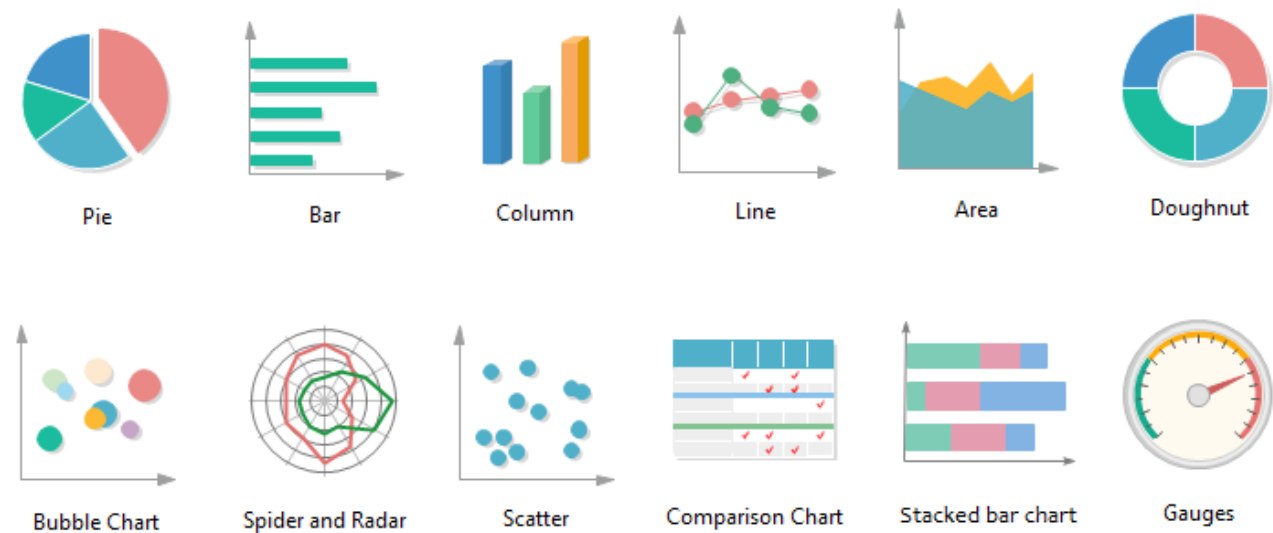 Pie
Bar
Column
Line
Area
Doughnut
Bubble Chart
Spider and Radar
Scatter
Comparison Chart
Stacked bar chart
Gauges